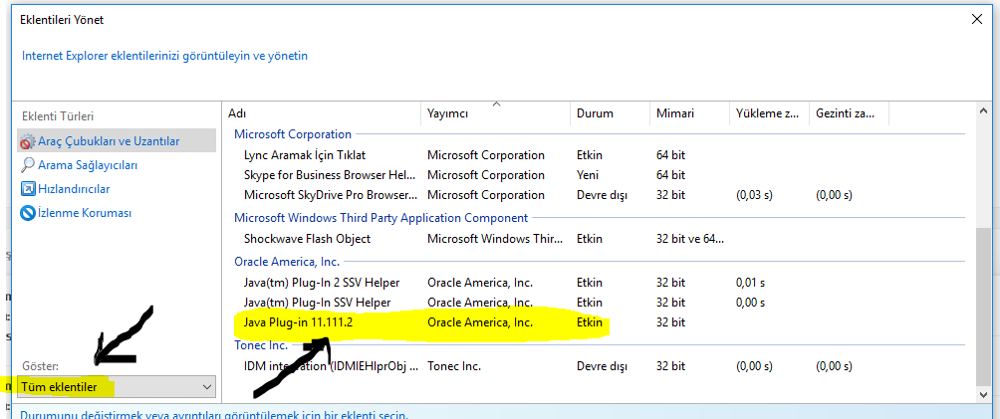 Eklentileri Yönet
Internet Explorer eklentilerinizi görüntüleyin ve yönetin
Eklenti Türleri
Araç Çubukları ve Uzantılar
Arama Sağlayıcıları
Hızlandırıcılar
İzlenme Koruması
Göster:
Tüm eklentiler
Adı Yayımcı Durum Mimari Yükleme z... Gezinti za...
Microsoft Corporation
Lync Aramak İçin Tıklat Microsoft Corporation Etkin 64 bit
Skype for Business Browser Hel... Microsoft Corporation Yeni 64 bit
Microsoft SkyDrive Pro Browser... Microsoft Corporation Devre dışı 32 bit (0,03 s) (0,00 s)
Microsoft Windows Third Party Application Component
Shockwave Flash Object Microsoft Windows Thir... Etkin 32 bit ve 64...
Oracle America, Inc.
Java(tm) Plug-In 2 SSV Helper Oracle America, Inc. Etkin 32 bit 0,01 s
Java(tm) Plug-In SSV Helper Oracle America, Inc. Etkin 32 bit 0,00 s
Java Plug-in 11.111.2 Oracle America, Inc. Etkin 32 bit
Tonec Inc.
IDM integration (IDMIEHlprObj Tonec Inc. Devre dışı 32 bit (0,00 s) (0,00 s)
Durumunu değiştirmek veya ayrıntıları görüntülemek için bir eklenti seçin.